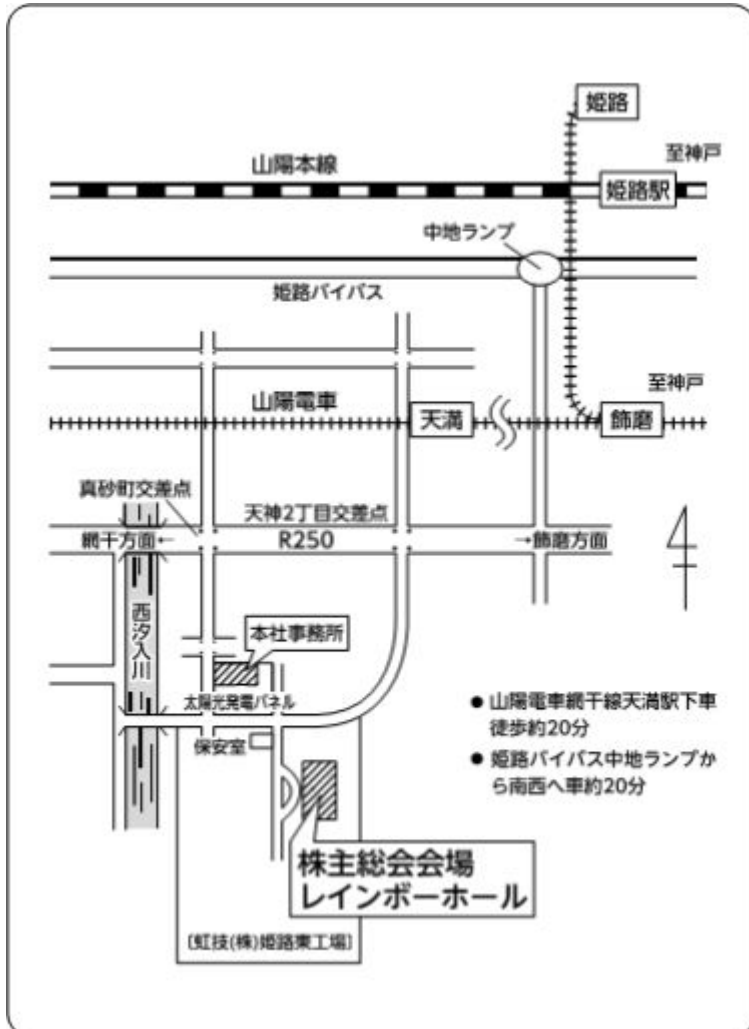 姫路
山陽本線
至神戸
姫路駅
中地ランプ
姫路バイパス
至神戸
山陽電車
天満
飾磨
真砂町交差点
天神2丁目交差点
網干方面←
R250
→飾磨方面
西汐入川
本社事務所
太陽光発電パネル
保安室
● 山陽電車網干線天満駅下車
徒歩約20分
● 姫路バイパス中地ランプか
ら南西へ車約20分
株主総会会場
レインボーホール
〔虹技(株)姫路東工場〕